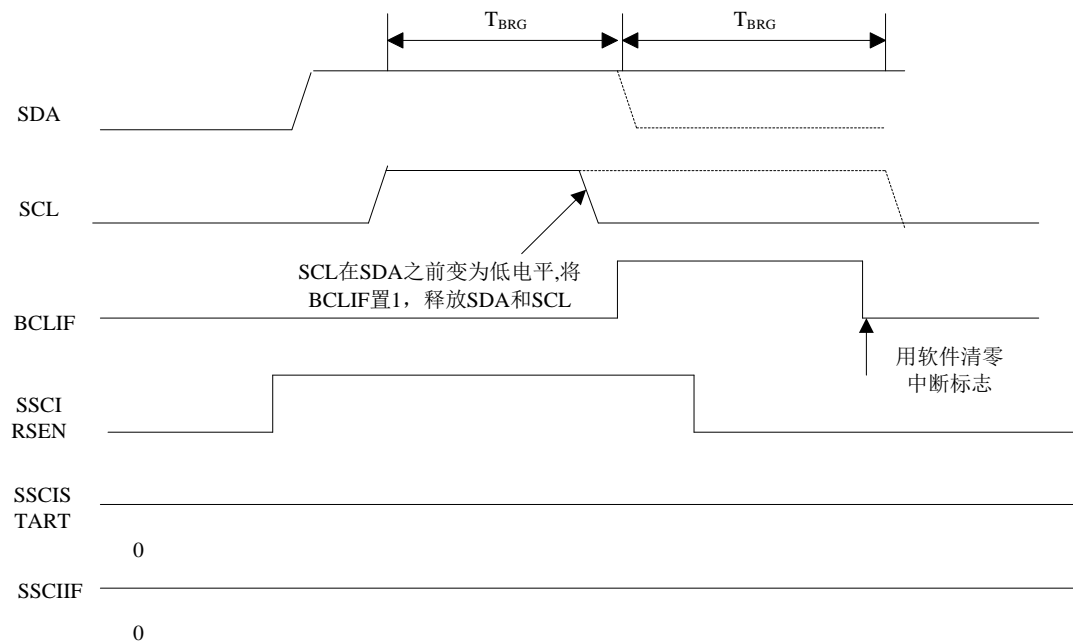 T_BRG T_BRG
SDA
SCL
SCL在SDA之前变为低电平,将
BCLIF置1，释放SDA和SCL
BCLIF
用软件清零
中断标志
SSCI
RSEN
SSCIS
TART
0
SSCIIF
0